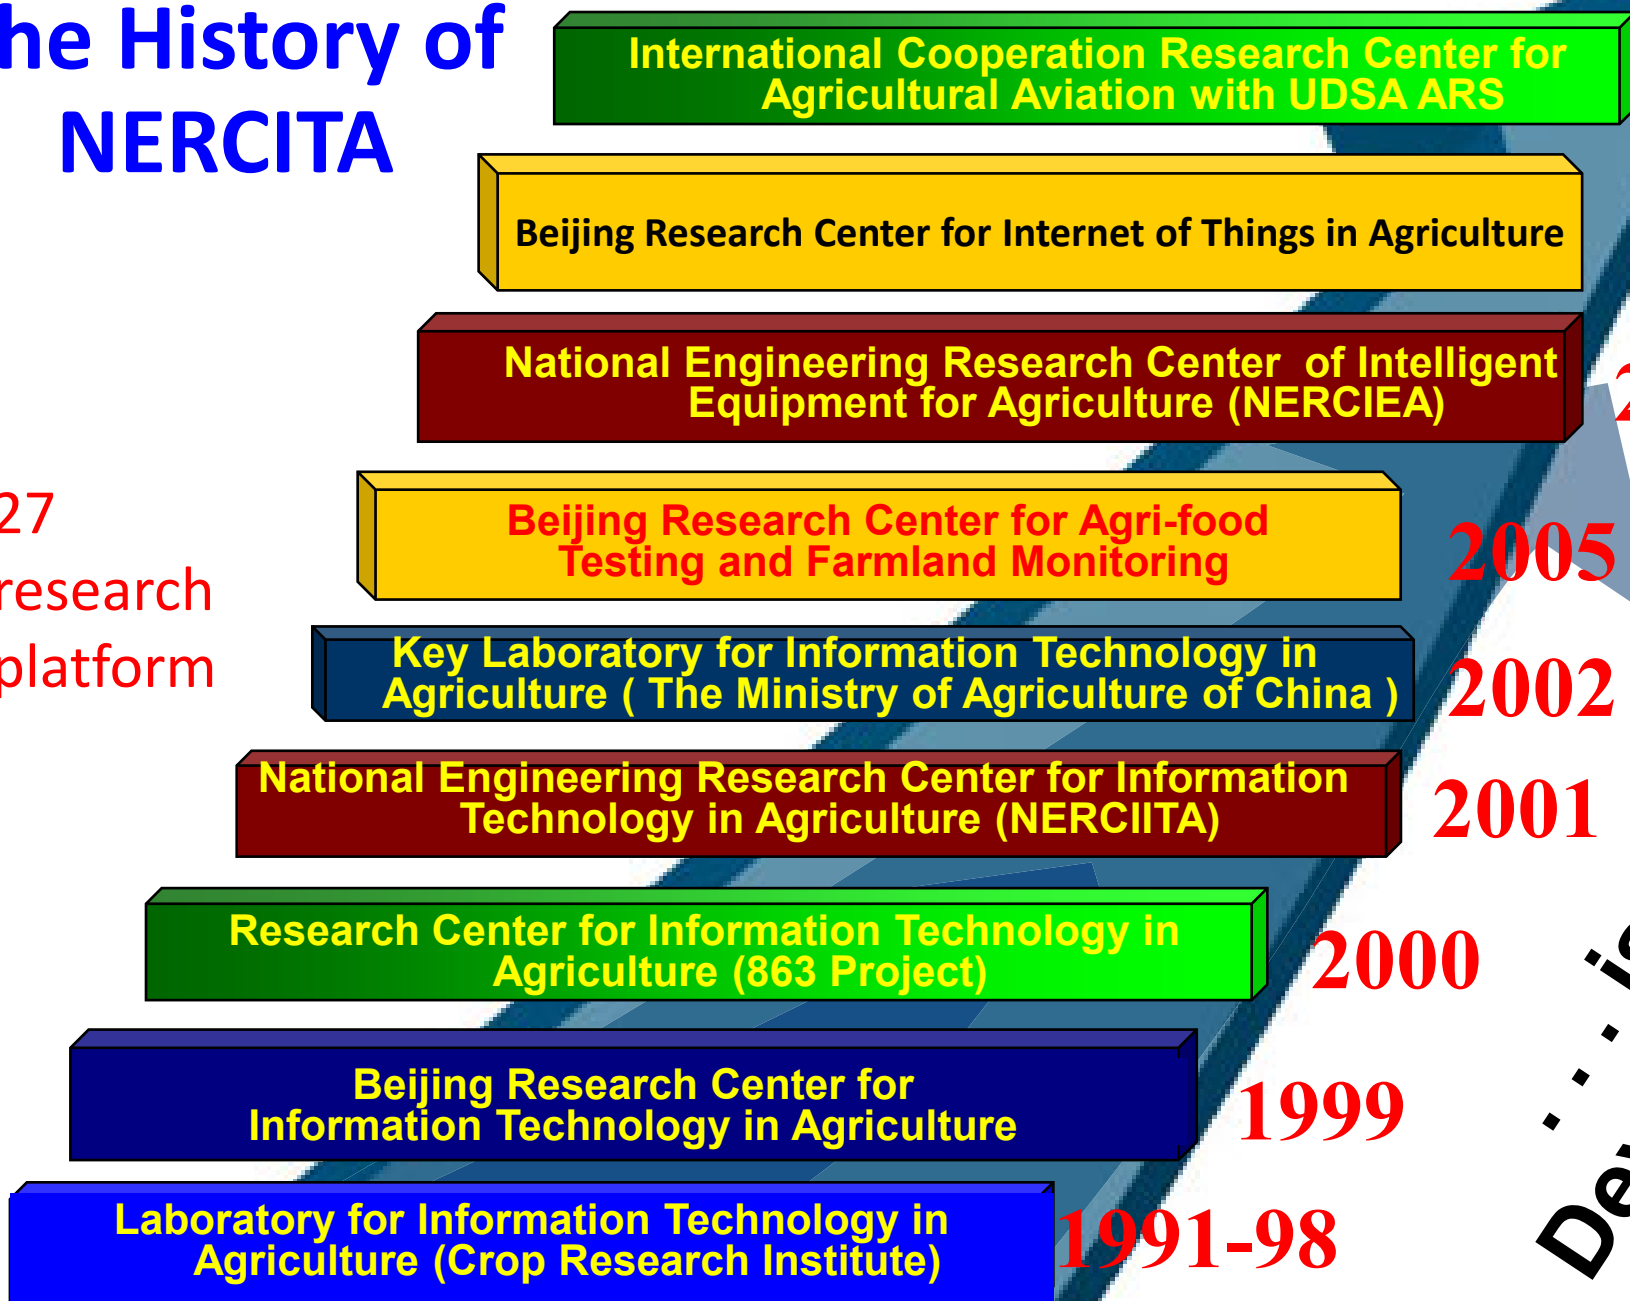 he History of
NERCITA
International Cooperation Research Center for
Agricultural Aviation with UDSA ARS
Beijing Research Center for Internet of Things in Agriculture
National Engineering Research Center of Intelligent
Equipment for Agriculture (NERCIEA)
27
research
platform
Beijing Research Center for Agri-food
Testing and Farmland Monitoring
2005
Key Laboratory for Information Technology in
Agriculture ( The Ministry of Agriculture of China )
2002
National Engineering Research Center for Information
Technology in Agriculture (NERCIITA)
2001
Research Center for Information Technology in
Agriculture (863 Project)
2000
Beijing Research Center for
Information Technology in Agriculture
1999
Laboratory for Information Technology in
Agriculture (Crop Research Institute)
1991-98